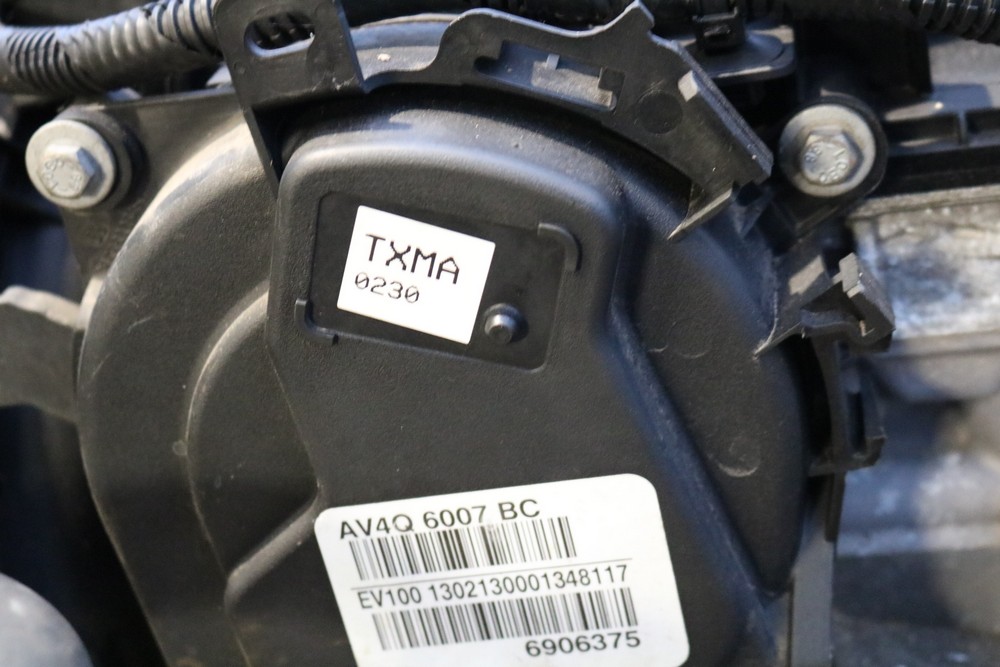 TXMA
0230
AV4Q 6007 BC
EV100 1302130001348117
6906375